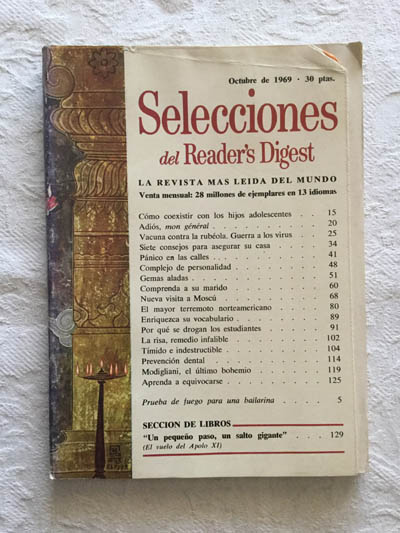 Octubre de 1969 · 30 ptas.
Selecciones
del Reader's Digest
LA REVISTA MAS LEIDA DEL MUNDO
Venta mensual: 28 millones de ejemplares en 13 idiomas
Cómo coexistir con los hijos adolescentes . . . 15
Adiós, mon général . . . . . . . . . . . . 20
Vacuna contra la rubéola. Guerra a los virus . . 25
Siete consejos para asegurar su casa . . . . . 34
Pánico en las calles . . . . . . . . . . . . 41
Complejo de personalidad . . . . . . . . . . 48
Gemas aladas . . . . . . . . . . . . . . 51
Comprenda a su marido . . . . . . . . . . 60
Nueva visita a Moscú . . . . . . . . . . . 68
El mayor terremoto norteamericano . . . . . 80
Enriquezca su vocabulario . . . . . . . . . 89
Por qué se drogan los estudiantes . . . . . . 91
La risa, remedio infalible . . . . . . . . . 102
Tímido e indestructible . . . . . . . . . . 104
Prevención dental . . . . . . . . . . . . 114
Modigliani, el último bohemio . . . . . . . 119
Aprenda a equivocarse . . . . . . . . . . 125
Prueba de fuego para una bailarina . . . . 5
SECCION DE LIBROS
"Un pequeño paso, un salto gigante" . . . 129
(El vuelo del Apolo XI)